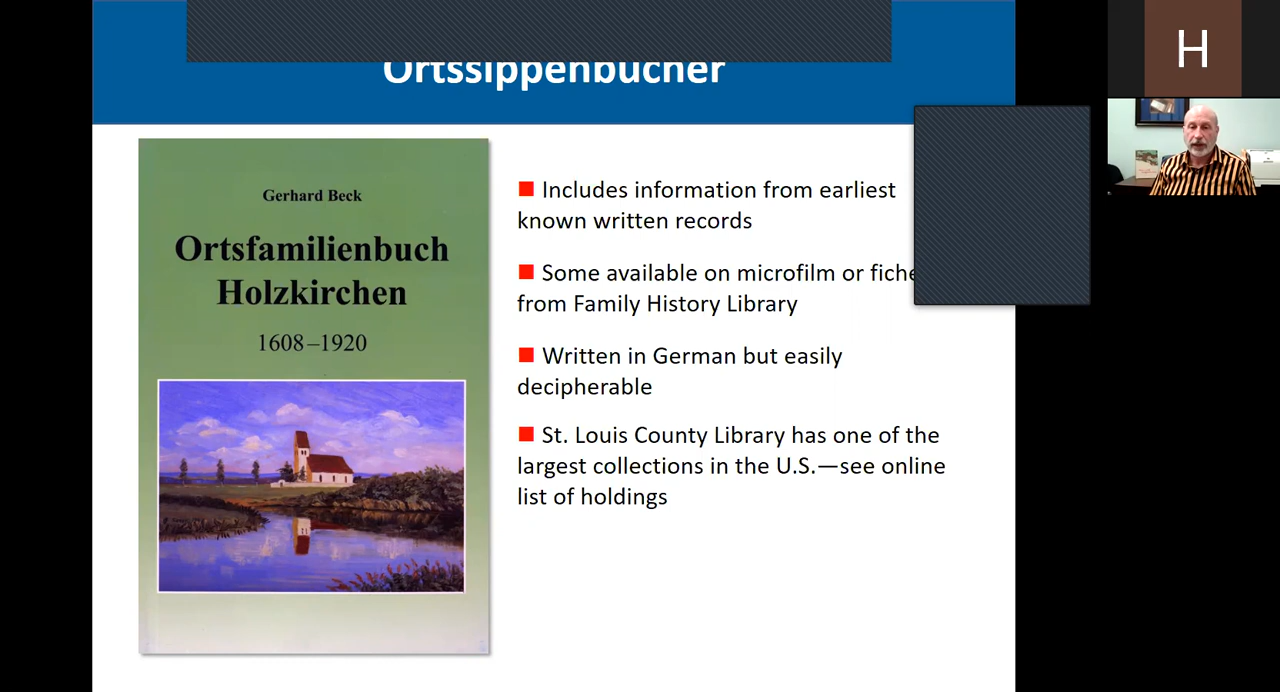 Ortssippenbücher
H
Gerhard Beck
Ortsfamilienbuch
Holzkirchen
1608–1920
■ Includes information from earliest
known written records
■ Some available on microfilm or fiche
from Family History Library
■ Written in German but easily
decipherable
■ St. Louis County Library has one of the
largest collections in the U.S.—see online
list of holdings